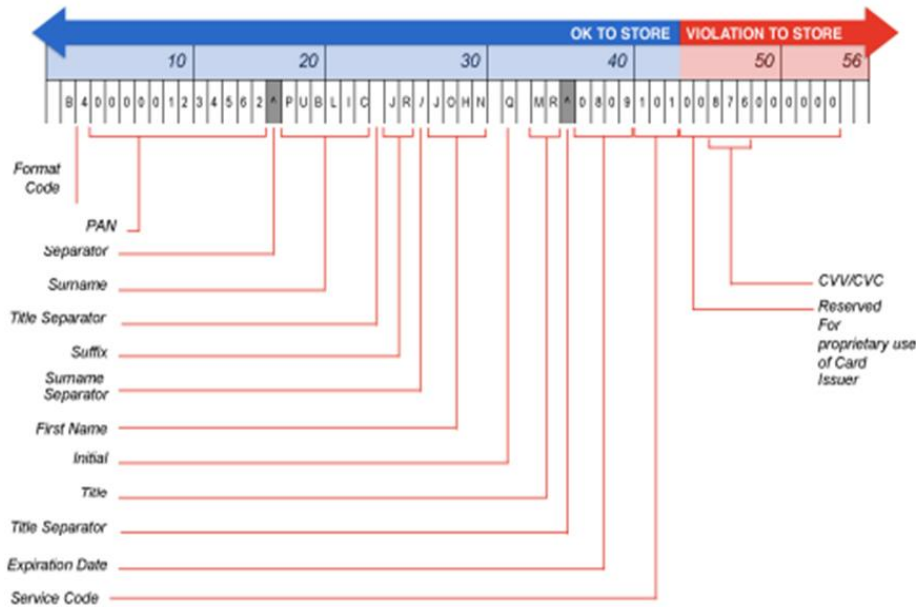 OK TO STORE VIOLATION TO STORE
10 20 30 40 50 56
B 4 0 0 0 0 0 1 2 3 4 5 6 2 ^ P U B L I C J R / J O H N Q M R ^ 0 8 0 9 1 0 1 0 0 8 7 6 0 0 0 0 0 0
Format
Code
PAN
Separator
Surname
Title Separator
Suffix
Surname
Separator
First Name
Initial
Title
Title Separator
Expiration Date
Service Code
CVV/CVC
Reserved
For
proprietary use
of Card
Issuer